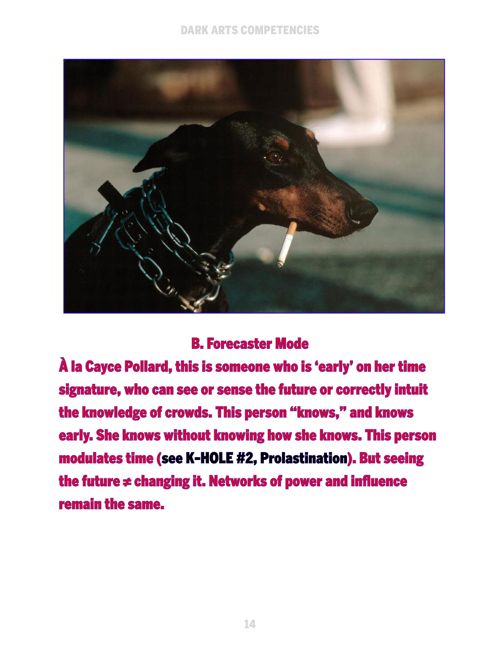 DARK ARTS COMPETENCIES
B. Forecaster Mode
À la Cayce Pollard, this is someone who is ‘early’ on her time
signature, who can see or sense the future or correctly intuit
the knowledge of crowds. This person “knows,” and knows
early. She knows without knowing how she knows. This person
modulates time (see K-HOLE #2, Prolastination). But seeing
the future ≠ changing it. Networks of power and influence
remain the same.
14